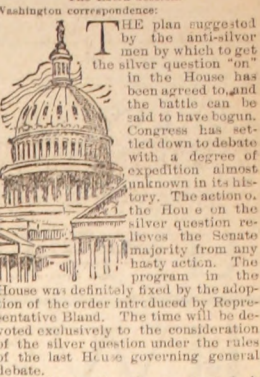 Washington correspondence:
THE plan suggested
by the anti-silver
men by which to get
the silver question "on"
in the House has
been agreed to, and
the battle can be
said to have begun.
Congress has set-
tled down to debate
with a degree of
expedition almost
unknown in its his-
tory. The action o.
the Hou e on the
silver question re-
lieves the Senate
majority from any
hasty action. The
program in the
House was definitely fixed by the adop-
tion of the order introduced by Repre-
sentative Bland. The time will be de-
voted exclusively to the consideration
of the silver question under the rules
of the last House governing general
debate.